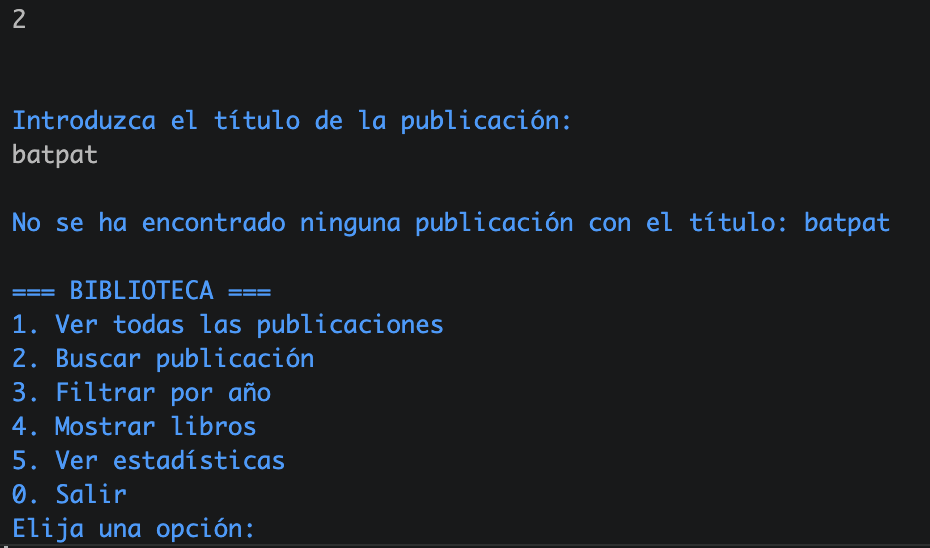 2
Introduzca el título de la publicación:
batpat
No se ha encontrado ninguna publicación con el título: batpat
=== BIBLIOTECA ===
1. Ver todas las publicaciones
2. Buscar publicación
3. Filtrar por año
4. Mostrar libros
5. Ver estadísticas
0. Salir
Elija una opción: